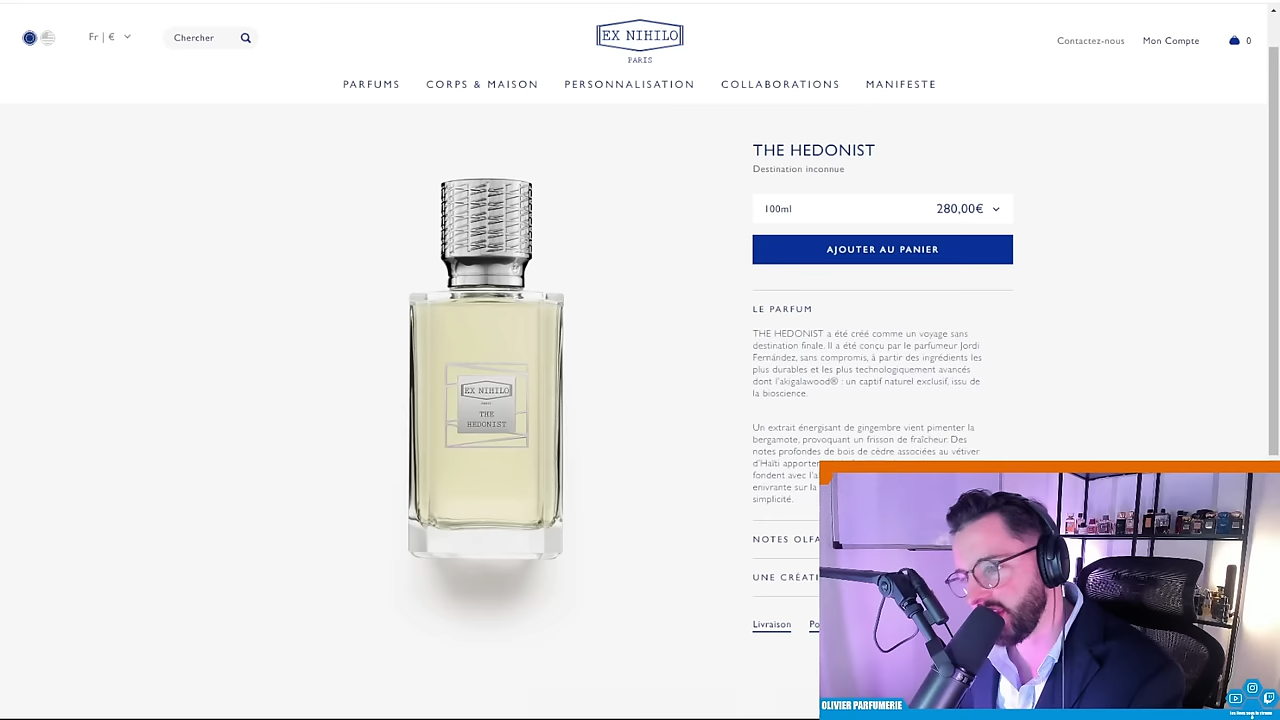 Fr | €
Chercher
EX NIHILO
PARIS
Contactez-nous
Mon Compte
0
PARFUMS
CORPS & MAISON
PERSONNALISATION
COLLABORATIONS
MANIFESTE
THE HEDONIST
Destination inconnue
100ml
280,00€
AJOUTER AU PANIER
LE PARFUM
THE HEDONIST a été créé comme un voyage sans
destination finale. Il a été conçu par le parfumeur Jordi
Fernández, sans compromis, à partir des ingrédients les
plus durables et les plus technologiquement avancés
dont l'akigalawood® : un captif naturel exclusif, issu de
la bioscience.
Un extrait énergisant de gingembre vient pimenter la
bergamote, provoquant un frisson de fraîcheur. Des
notes profondes de bois de cèdre associées au vétiver
d'Haïti apporten
fondent avec l'a
enivrante sur la
simplicité.
NOTES OLFA
UNE CRÉATI
Livraison
Po
EX NIHILO
PARIS
THE
HEDONIST
OLIVIER PARFUMERIE